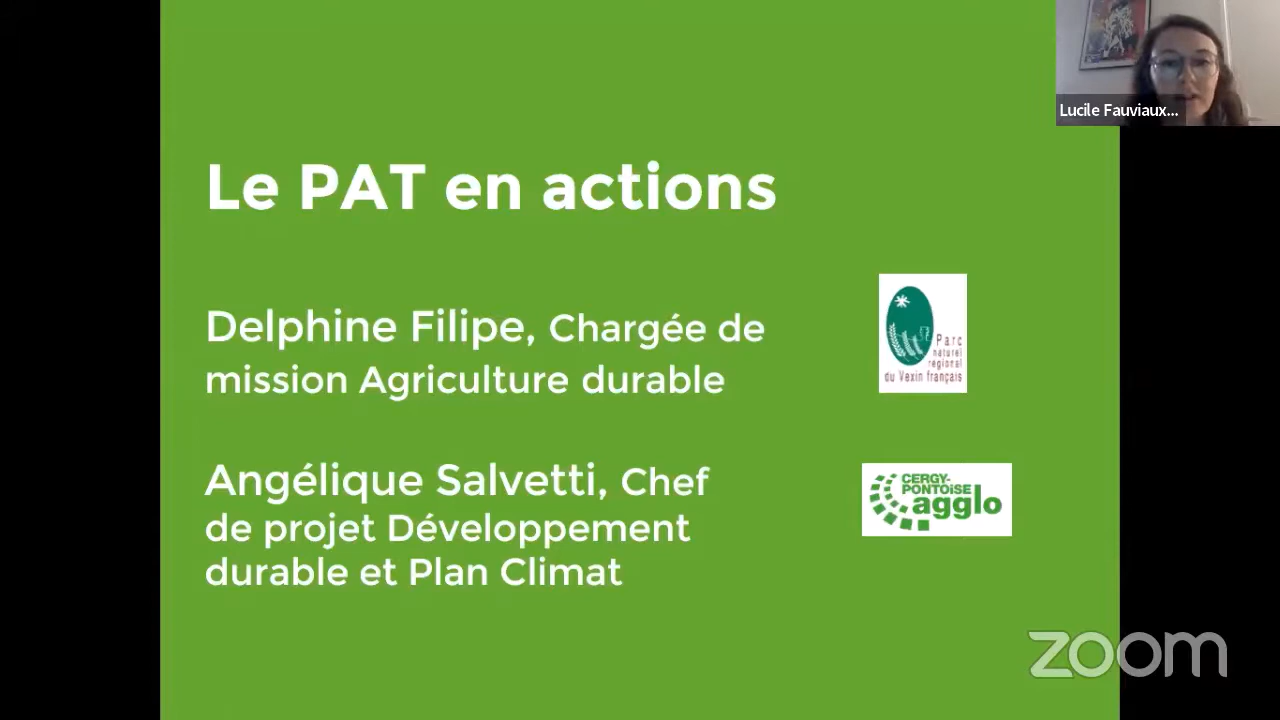 Lucile Fauviaux...
Le PAT en actions
Delphine Filipe, Chargée de
mission Agriculture durable
Parc
naturel
régional
du Vexin français
Angélique Salvetti, Chef
de projet Développement
durable et Plan Climat
CERGY-
PONTOISE
agglo
zoom